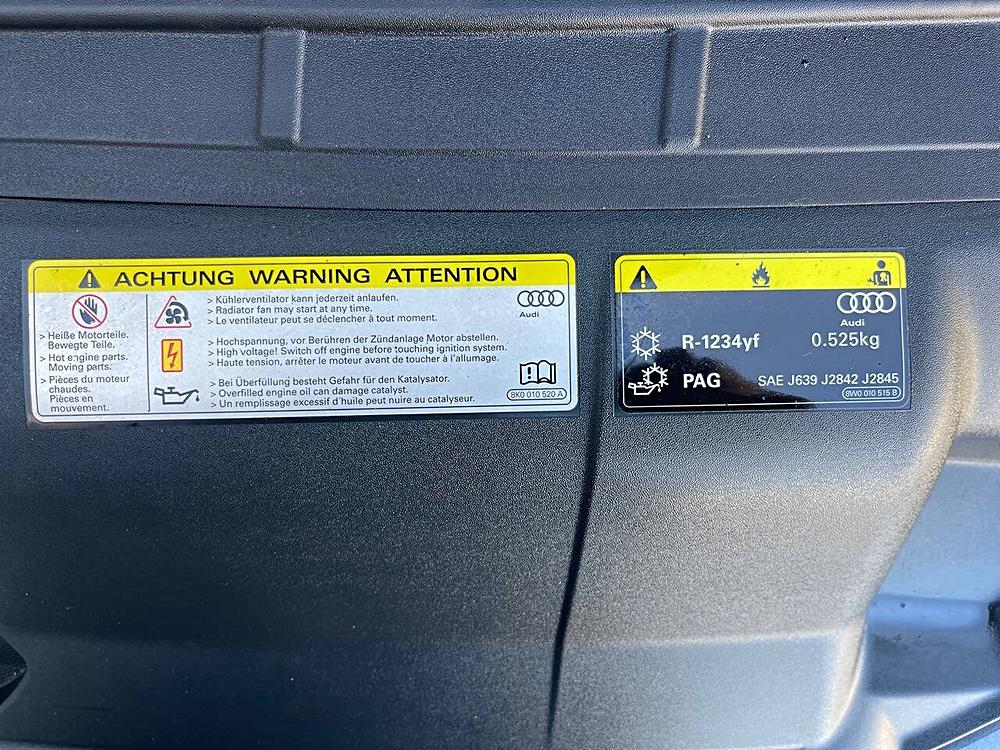 ACHTUNG WARNING ATTENTION
> Heiße Motorteile.
Bewegte Teile.
> Hot engine parts.
Moving parts.
> Pièces du moteur
chaudes.
Pièces en
mouvement.
> Kühlerventilator kann jederzeit anlaufen.
> Radiator fan may start at any time.
> Le ventilateur peut se déclencher à tout moment.
> Hochspannung, vor Berühren der Zündanlage Motor abstellen.
> High voltage! Switch off engine before touching ignition system.
> Haute tension, arrêter le moteur avant de toucher à l'allumage.
> Bei Überfüllung besteht Gefahr für den Katalysator.
> Overfilled engine oil can damage catalyst.
> Un remplissage excessif d'huile peut nuire au catalyseur.
Audi
8K0 010 520 A
Audi
R-1234yf 0.525kg
PAG SAE J639 J2842 J2845
8W0 010 515 B